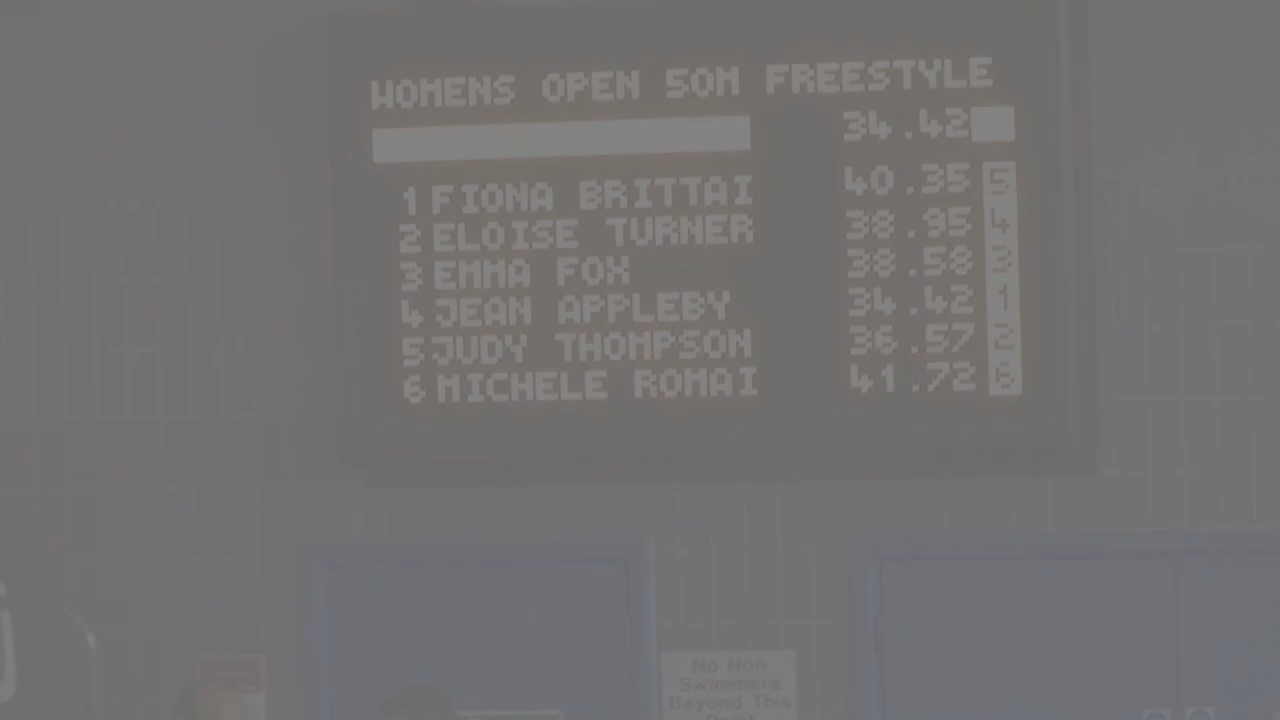 WOMENS OPEN 50M FREESTYLE
34.42
1 FIONA BRITTAI 40.35 5
2 ELOISE TURNER 38.95 4
3 EMMA FOX 38.58 3
4 JEAN APPLEBY 34.42 1
5 JUDY THOMPSON 36.57 2
6 MICHELE ROMAI 41.72 6
No Non
Swimmers
Beyond This
Point